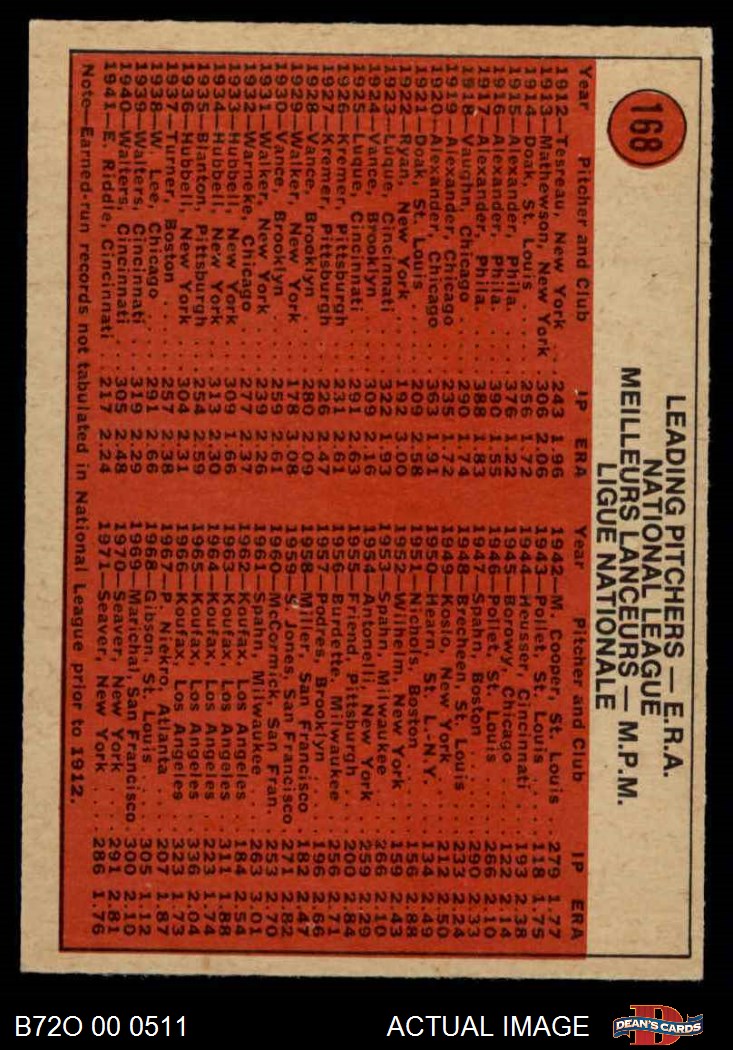 168
LEADING PITCHERS — E.R.A.
NATIONAL LEAGUE
MEILLEURS LANCEURS — M.P.M.
LIGUE NATIONALE
Year Pitcher and Club IP ERA
1912—Tesreau, New York .... 243 1.96
1913—Mathewson, New York 306 2.06
1914—Doak, St. Louis ...... 256 1.72
1915—Alexander, Phila. .... 376 1.22
1916—Alexander, Phila. .... 390 1.55
1917—Alexander, Phila. .... 388 1.83
1918—Vaughn, Chicago ...... 290 1.74
1919—Alexander, Chicago ... 235 1.72
1920—Alexander, Chicago ... 363 1.91
1921—Doak, St. Louis ...... 209 2.58
1922—Ryan, New York ....... 192 3.00
1923—Luque, Cincinnati .... 322 1.93
1924—Vance, Brooklyn ...... 309 2.16
1925—Luque, Cincinnati .... 291 2.63
1926—Kremer, Pittsburgh ... 231 2.61
1927—Kremer, Pittsburgh ... 226 2.47
1928—Vance, Brooklyn ...... 280 2.09
1929—Walker, New York ..... 178 3.08
1930—Vance, Brooklyn ...... 259 2.61
1931—Walker, New York ..... 239 2.26
1932—Warneke, Chicago ..... 277 2.37
1933—Hubbell, New York .... 309 1.66
1934—Hubbell, New York .... 313 2.30
1935—Blanton, Pittsburgh .. 254 2.59
1936—Hubbell, New York .... 304 2.31
1937—Turner, Boston ....... 257 2.38
1938—W. Lee, Chicago ...... 291 2.66
1939—Walters, Cincinnati .. 319 2.29
1940—Walters, Cincinnati .. 305 2.48
1941—E. Riddle, Cincinnati . 217 2.24
Year Pitcher and Club IP ERA
1942—M. Cooper, St. Louis .. 279 1.77
1943—Pollet, St. Louis ..... 118 1.75
1944—Heusser, Cincinnati ... 193 2.38
1945—Borowy, Chicago ...... 122 2.14
1946—Pollet, St. Louis ..... 266 2.10
1947—Spahn, Boston ........ 290 2.33
1948—Brecheen, St. Louis ... 233 2.24
1949—Koslo, New York ...... 212 2.50
1950—Hearn, St. L.-N.Y. .... 134 2.49
1951—Nichols, Boston ...... 156 2.88
1952—Wilhelm, New York .... 159 2.43
1953—Spahn, Milwaukee ..... 266 2.10
1954—Antonelli, New York ... 259 2.29
1955—Friend, Pittsburgh .... 200 2.84
1956—Burdette, Milwaukee ... 256 2.71
1957—Podres, Brooklyn ..... 196 2.66
1958—Miller, San Francisco . 182 2.47
1959—S. Jones, San Francisco 271 2.82
1960—McCormick, San Fran. 253 2.70
1961—Spahn, Milwaukee ..... 263 3.01
1962—Koufax, Los Angeles .. 184 2.54
1963—Koufax, Los Angeles .. 311 1.88
1964—Koufax, Los Angeles .. 223 1.74
1965—Koufax, Los Angeles .. 336 2.04
1966—Koufax, Los Angeles .. 323 1.73
1967—P. Niekro, Atlanta .... 207 1.87
1968—Gibson, St. Louis ..... 305 1.12
1969—Marichal, San Francisco 300 2.10
1970—Seaver, New York ..... 291 2.81
1971—Seaver, New York ..... 286 1.76
Note—Earned-run records not tabulated in National League prior to 1912.
B72O 00 0511
ACTUAL IMAGE
D
DEAN'S CARDS